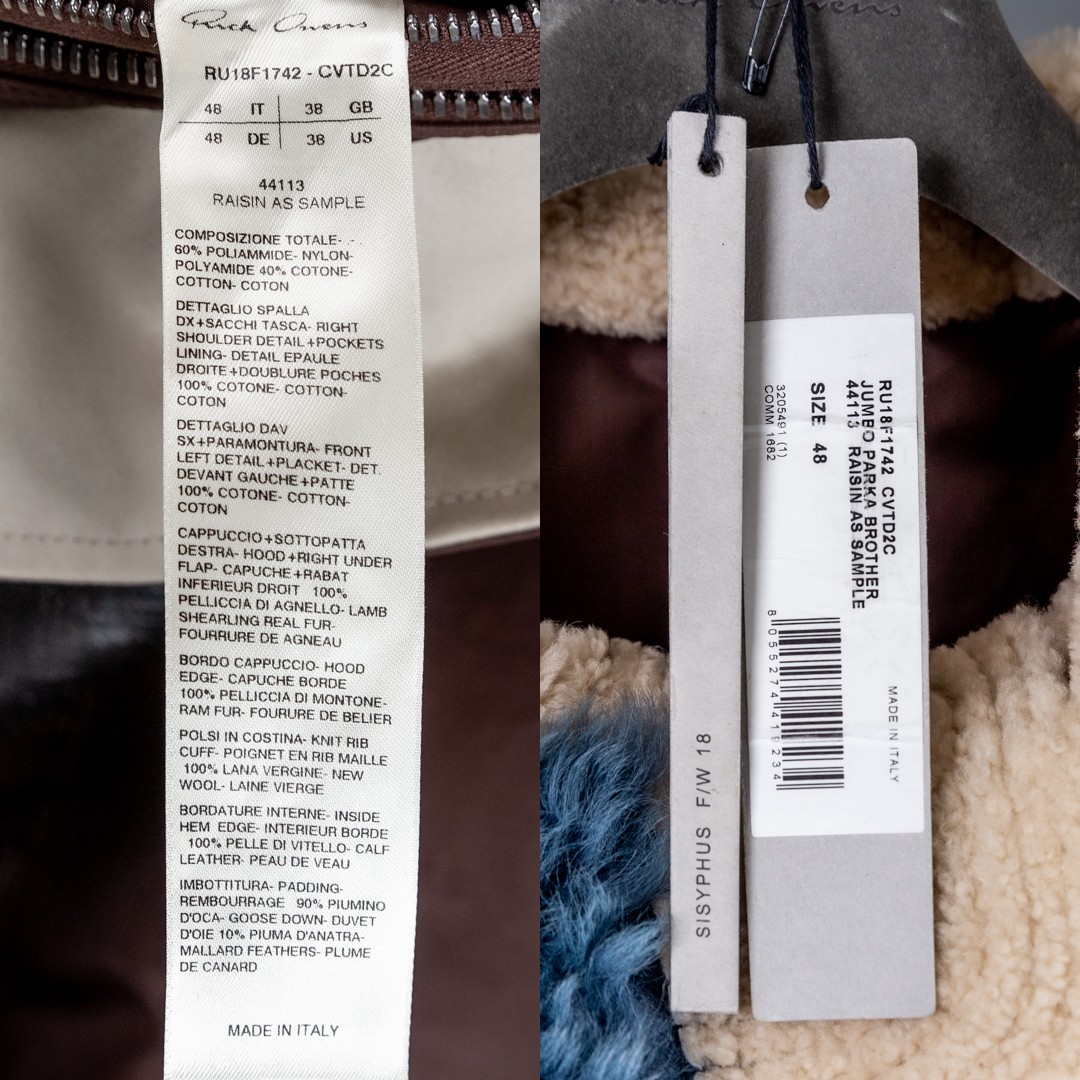 Rick Owens
RU18F1742 - CVTD2C
48 IT 38 GB
48 DE 38 US
44113
RAISIN AS SAMPLE
COMPOSIZIONE TOTALE- - -
60% POLIAMMIDE- NYLON-
POLYAMIDE 40% COTONE-
COTTON- COTON
DETTAGLIO SPALLA
DX+SACCHI TASCA- RIGHT
SHOULDER DETAIL+POCKETS
LINING- DETAIL EPAULE
DROITE+DOUBLURE POCHES
100% COTONE- COTTON-
COTON
DETTAGLIO DAV
SX+PARAMONTURA- FRONT
LEFT DETAIL+PLACKET- DET.
DEVANT GAUCHE+PATTE
100% COTONE- COTTON-
COTON
CAPPUCCIO+SOTTOPATTA
DESTRA- HOOD+RIGHT UNDER
FLAP- CAPUCHE+RABAT
INFERIEUR DROIT 100%
PELLICCIA DI AGNELLO- LAMB
SHEARLING REAL FUR-
FOURRURE DE AGNEAU
BORDO CAPPUCCIO- HOOD
EDGE- CAPUCHE BORDE
100% PELLICCIA DI MONTONE-
RAM FUR- FOURURE DE BELIER
POLSI IN COSTINA- KNIT RIB
CUFF- POIGNET EN RIB MAILLE
100% LANA VERGINE- NEW
WOOL- LAINE VIERGE
BORDATURE INTERNE- INSIDE
HEM EDGE- INTERIEUR BORDE
100% PELLE DI VITELLO- CALF
LEATHER- PEAU DE VEAU
IMBOTTITURA- PADDING-
REMBOURRAGE 90% PIUMINO
D'OCA- GOOSE DOWN- DUVET
D'OIE 10% PIUMA D'ANATRA-
MALLARD FEATHERS- PLUME
DE CANARD
MADE IN ITALY
Rick Owens
SISYPHUS F/W 18
RU18F1742 CVTD2C
JUMBO PARKA BROTHER
44113 RAISIN AS SAMPLE
SIZE 48
3205491 (1)
COMM 1682
8 055274 419234
MADE IN ITALY